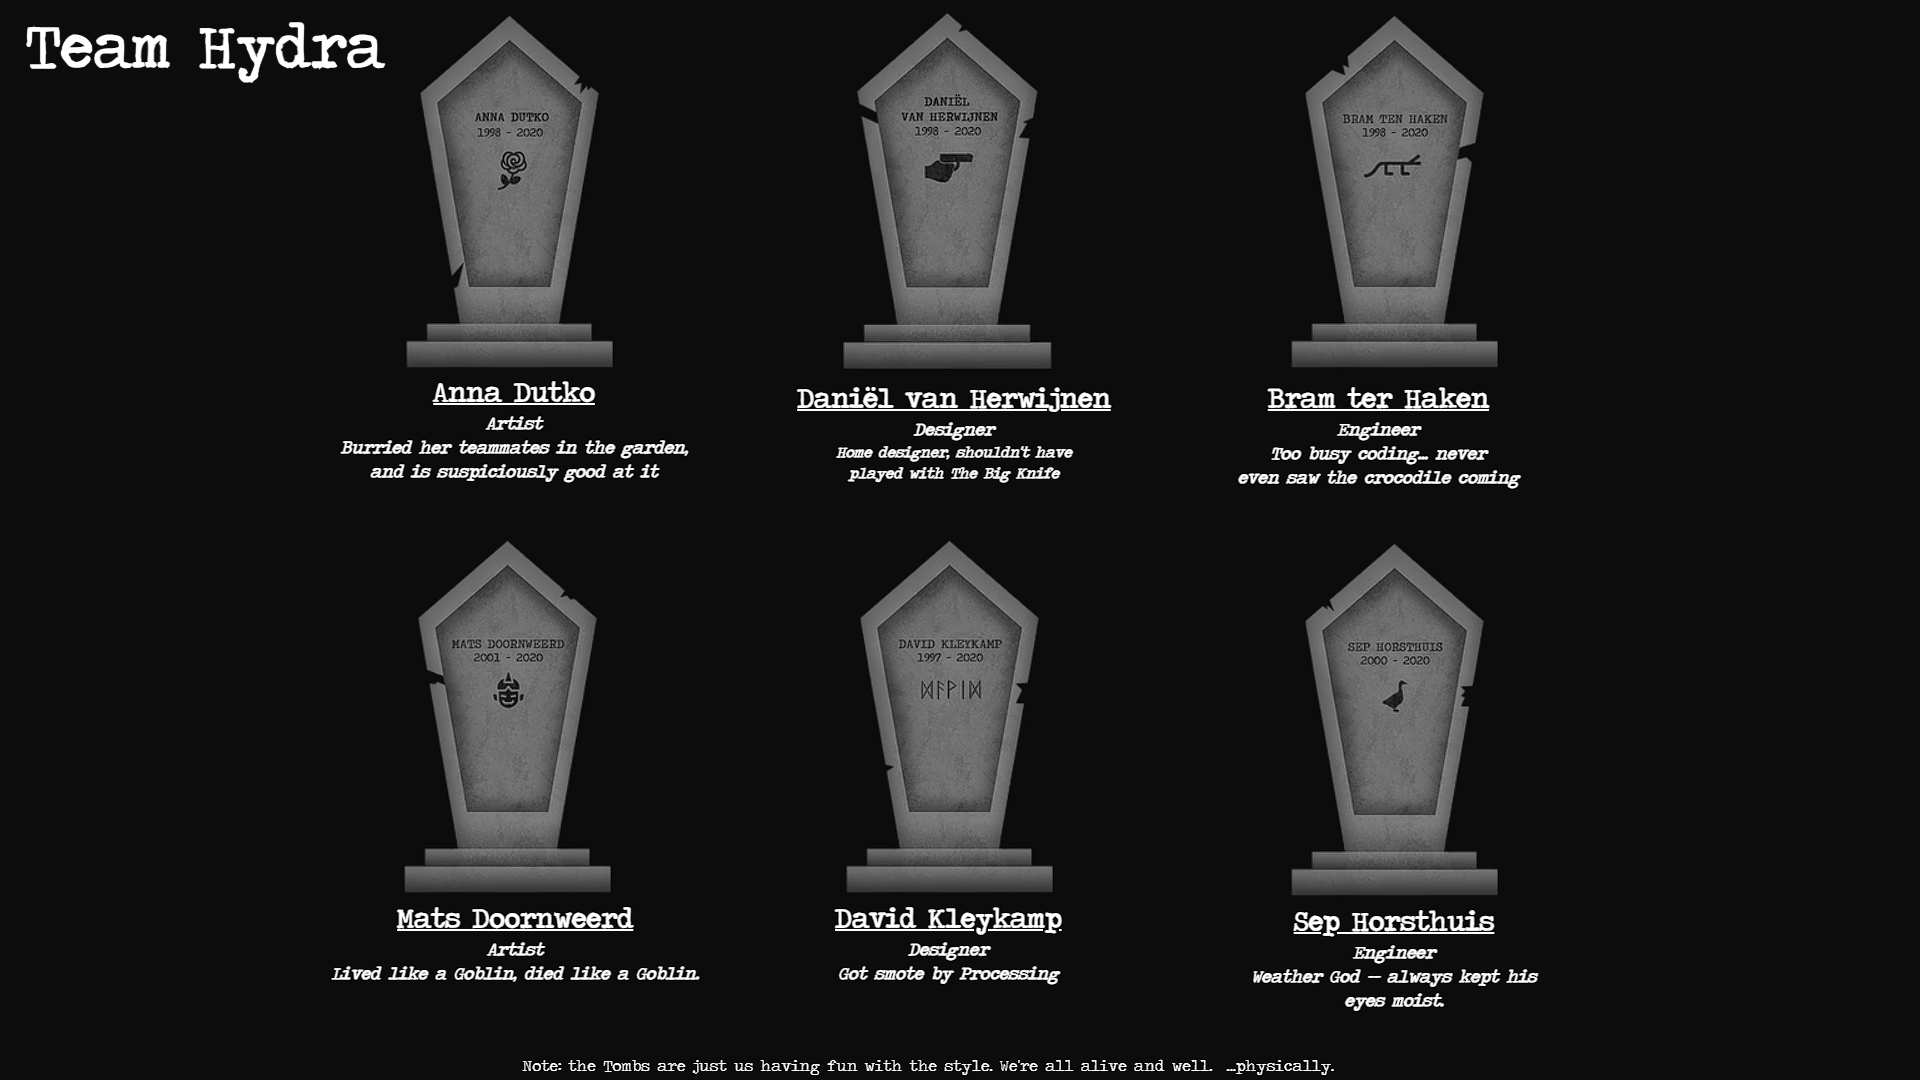 Team Hydra
ANNA DUTKO
1998 - 2020
DANIËL
VAN HERWIJNEN
1998 - 2020
BRAM TEN HAKEN
1998 - 2020
Anna Dutko
Artist
Burried her teammates in the garden,
and is suspiciously good at it
Daniël van Herwijnen
Designer
Home designer, shouldn't have
played with The Big Knife
Bram ter Haken
Engineer
Too busy coding... never
even saw the crocodile coming
MATS DOORNWEERD
2001 - 2020
DAVID KLEYKAMP
1997 - 2020
ᛞᚨᚹᛁᛞ
SEP HORSTHUIS
2000 - 2020
Mats Doornweerd
Artist
Lived like a Goblin, died like a Goblin.
David Kleykamp
Designer
Got smote by Processing
Sep Horsthuis
Engineer
Weather God — always kept his
eyes moist.
Note: the Tombs are just us having fun with the style. We're all alive and well. ...physically.